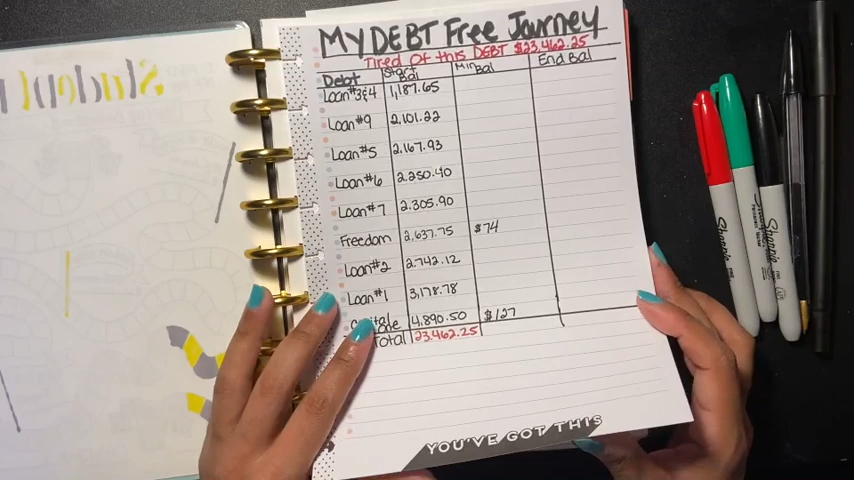 MY DEBT Free Journey
Tired Of this DEBT $23,462.25
Debt Start Bal Min Bal End Bal
Loan#3&4 1,187.65
Loan#9 2,101.22
Loan#5 2,167.93
Loan#6 2,250.40
Loan#7 2,305.90
Freedom 2,637.75 $74
Loan#2 2,742.12
Loan#1 3,178.78
4,890.50 $127
Total 23,462.25
YOU'VE GOT THIS
Sharpie
Sharpie